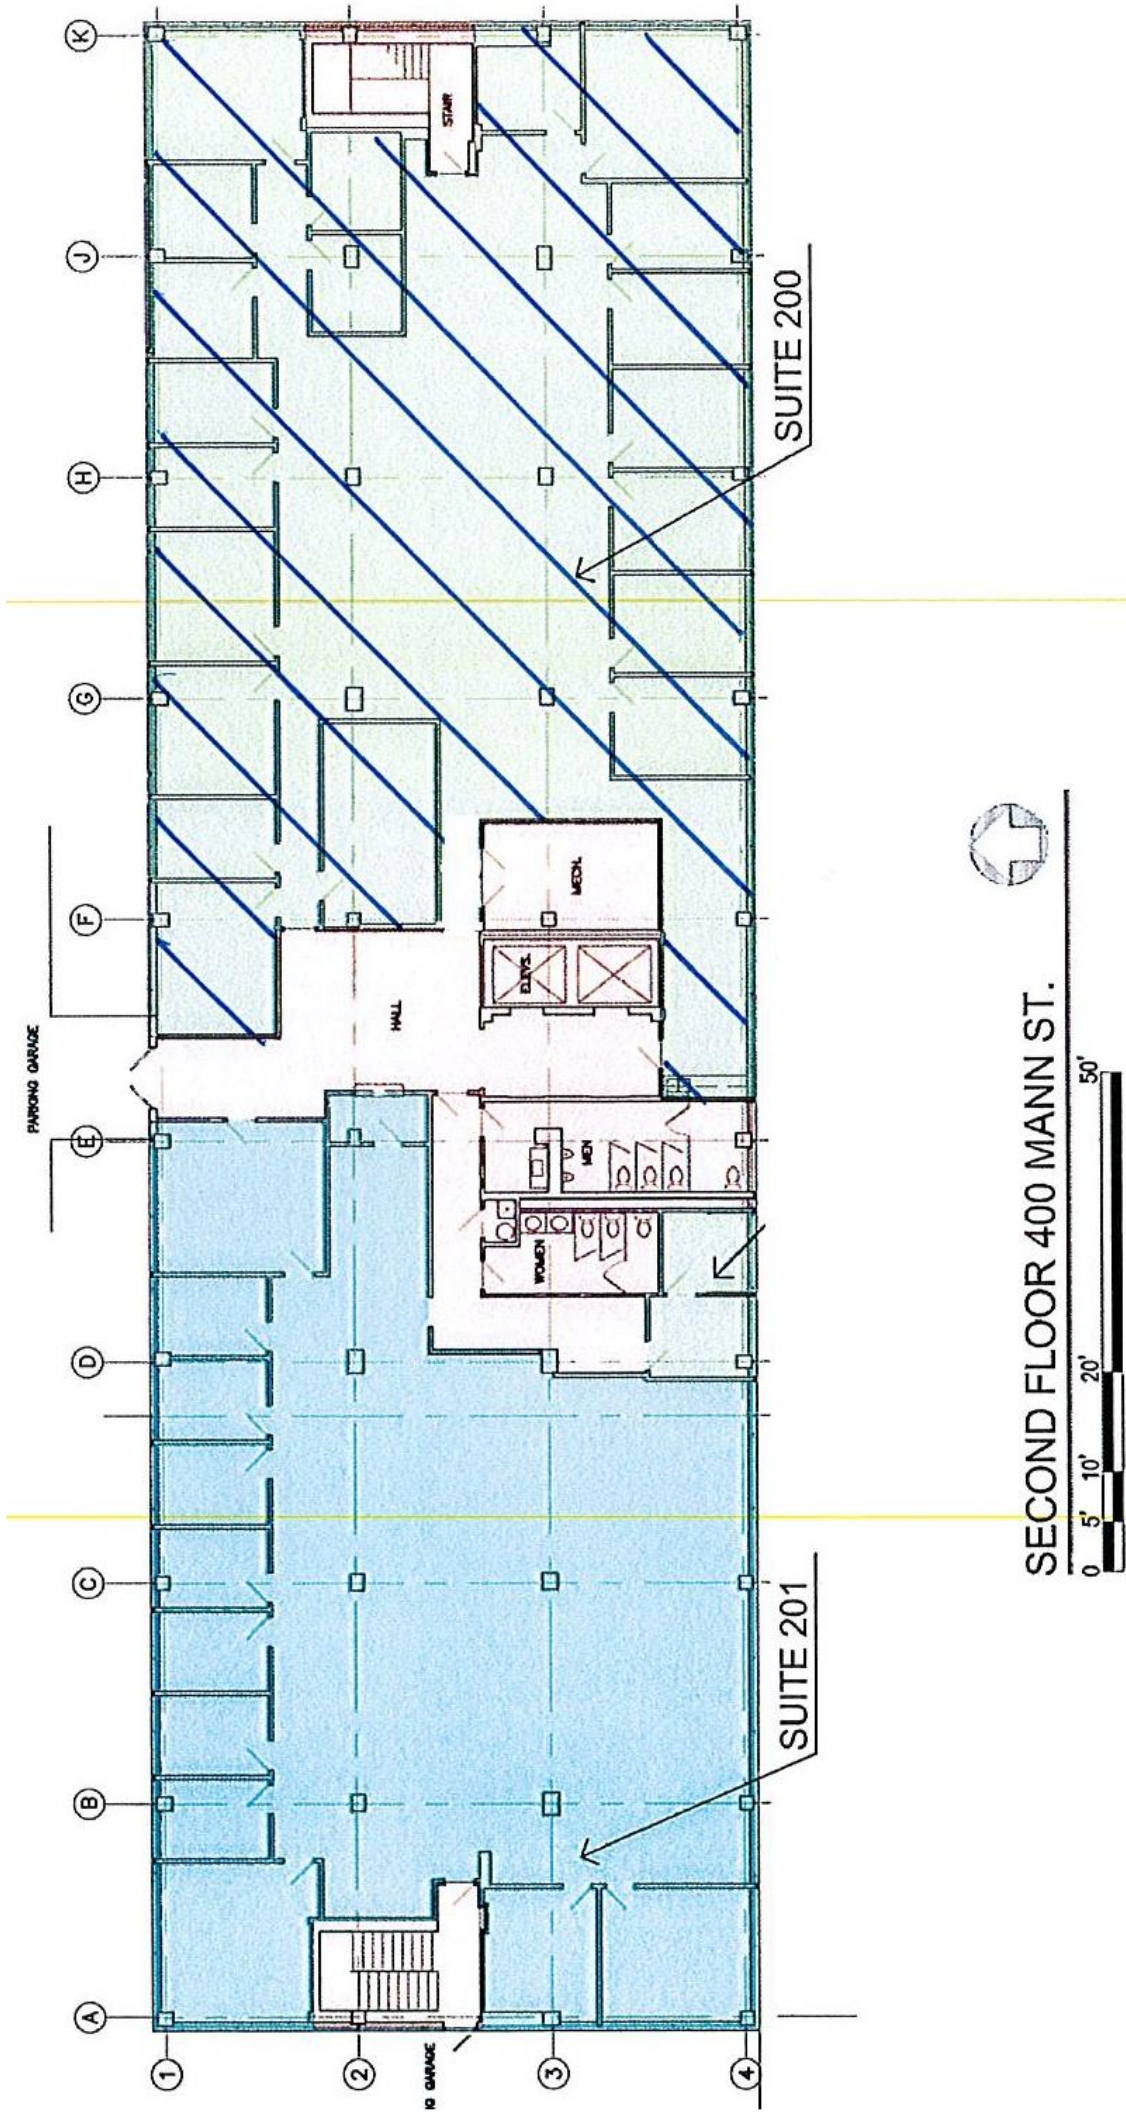 K
J
H
G
F
E
D
C
B
A
1
2
3
4
PARKING GARAGE
STAIR
SUITE 200
MECH.
ELEVS.
HALL
MEN
WOMEN
SUITE 201
GARAGE
SECOND FLOOR 400 MANN ST.
0 5' 10' 20' 50'